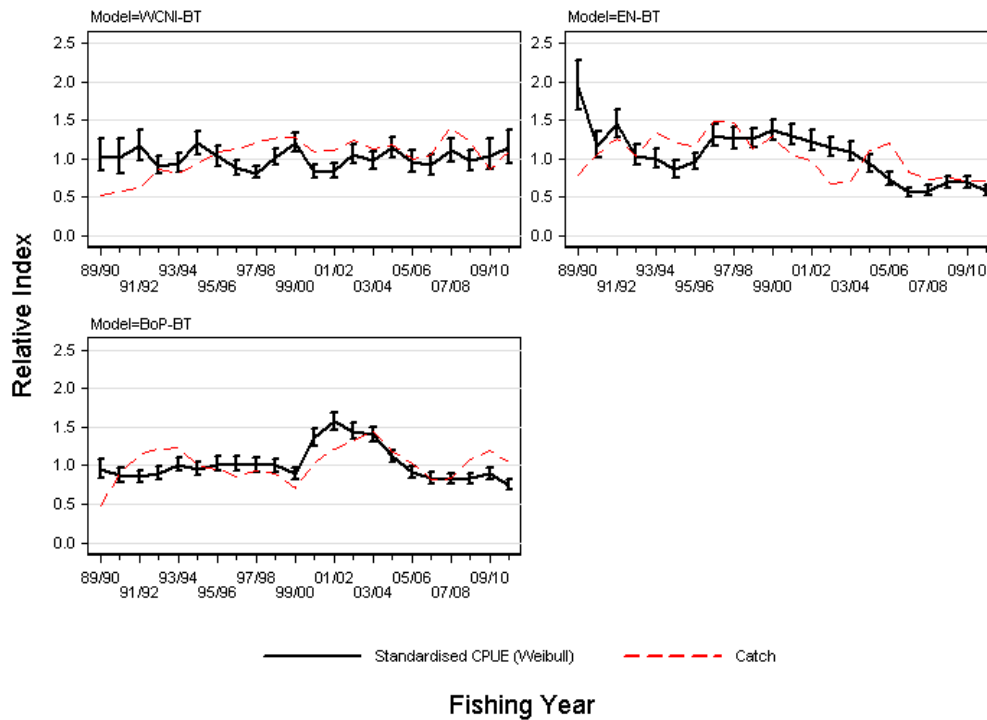 Model=WCNI-BT
2.5
2.0
1.5
1.0
0.5
0.0
89/90 93/94 97/98 01/02 05/06 09/10
91/92 95/96 99/00 03/04 07/08
Model=EN-BT
2.5
2.0
1.5
1.0
0.5
0.0
89/90 93/94 97/98 01/02 05/06 09/10
91/92 95/96 99/00 03/04 07/08
Relative Index
Model=BoP-BT
2.5
2.0
1.5
1.0
0.5
0.0
89/90 93/94 97/98 01/02 05/06 09/10
91/92 95/96 99/00 03/04 07/08
Standardised CPUE (Weibull) Catch
Fishing Year